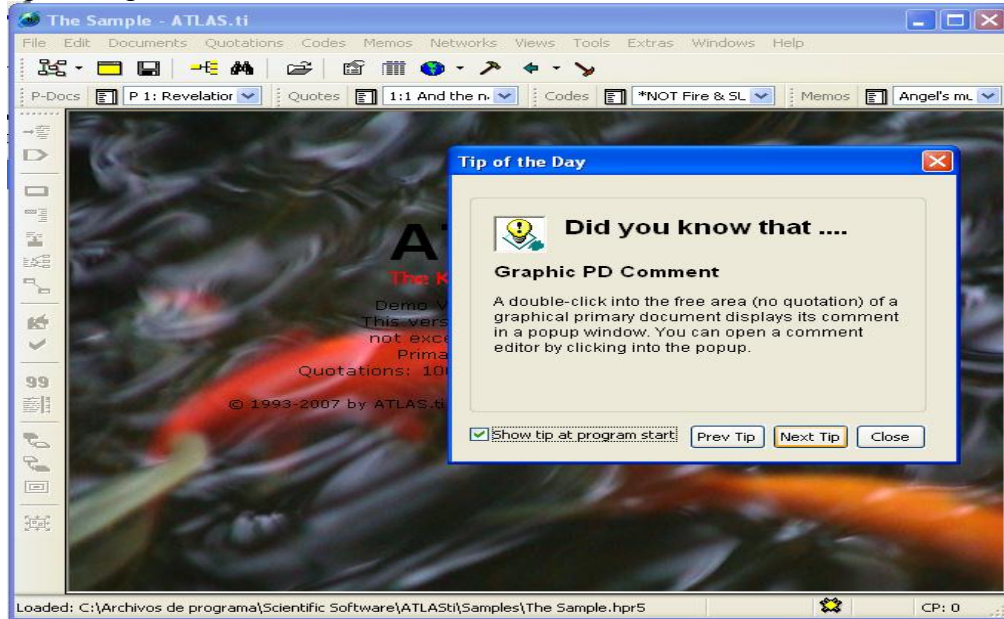 The Sample - ATLAS.ti
File Edit Documents Quotations Codes Memos Networks Views Tools Extras Windows Help
P-Docs P 1: Revelation Quotes 1:1 And the n. Codes *NOT Fire & SL Memos Angel's mu
Tip of the Day
Did you know that ....
Graphic PD Comment
A double-click into the free area (no quotation) of a
graphical primary document displays its comment
in a popup window. You can open a comment
editor by clicking into the popup.
Show tip at program start Prev Tip Next Tip Close
A
The K
Demo V
This vers
not exce
Prima
Quotations: 10
© 1993-2007 by ATLAS.ti
99
Loaded: C:\Archivos de programa\Scientific Software\ATLASti\Samples\The Sample.hpr5 CP: 0